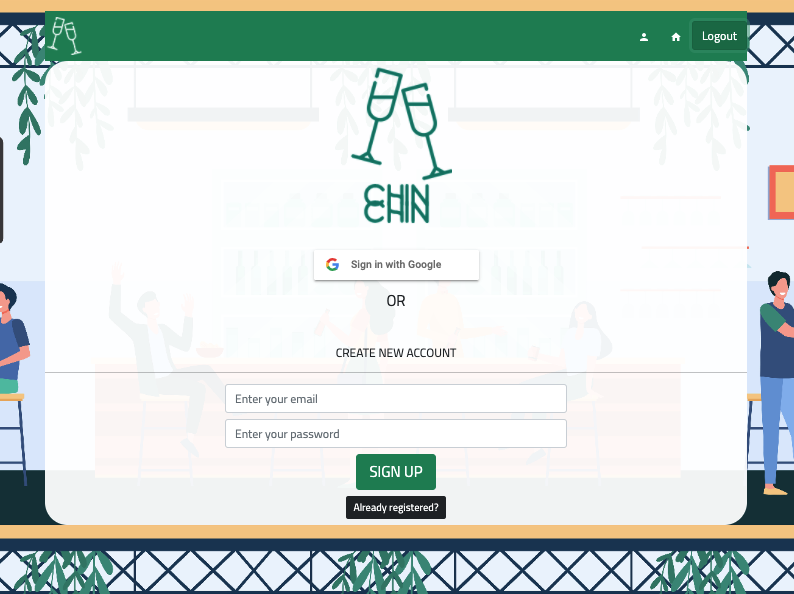 Logout
CHIN
CHIN
Sign in with Google
OR
CREATE NEW ACCOUNT
Enter your email
Enter your password
SIGN UP
Already registered?